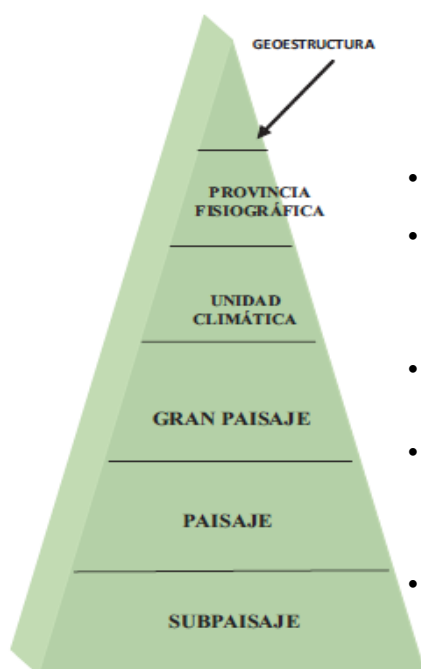 GEOESTRUCTURA
PROVINCIA
FISIOGRÁFICA
UNIDAD
CLIMÁTICA
GRAN PAISAJE
PAISAJE
SUBPAISAJE